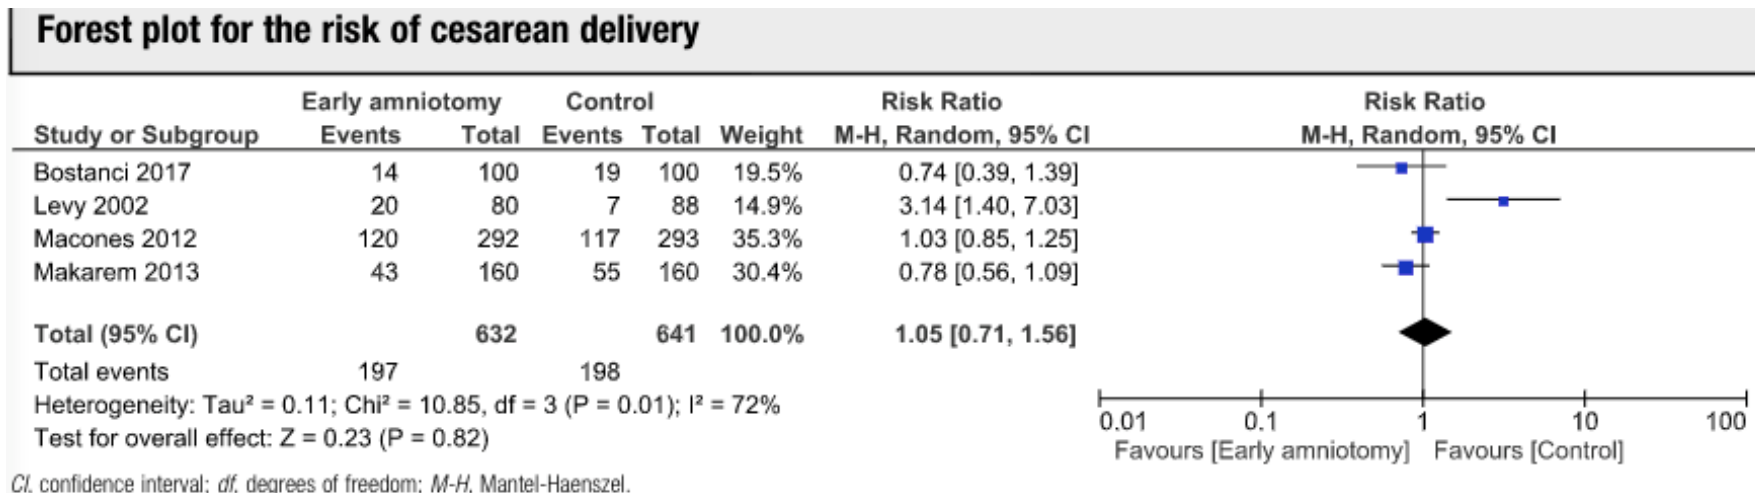 Forest plot for the risk of cesarean delivery
Early amniotomy Control Risk Ratio Risk Ratio
Study or Subgroup Events Total Events Total Weight M-H, Random, 95% CI M-H, Random, 95% CI
Bostanci 2017 14 100 19 100 19.5% 0.74 [0.39, 1.39]
Levy 2002 20 80 7 88 14.9% 3.14 [1.40, 7.03]
Macones 2012 120 292 117 293 35.3% 1.03 [0.85, 1.25]
Makarem 2013 43 160 55 160 30.4% 0.78 [0.56, 1.09]
Total (95% CI) 632 641 100.0% 1.05 [0.71, 1.56]
Total events 197 198
Heterogeneity: Tau² = 0.11; Chi² = 10.85, df = 3 (P = 0.01); I² = 72%
Test for overall effect: Z = 0.23 (P = 0.82)
0.01 0.1 1 10 100
Favours [Early amniotomy] Favours [Control]
CI, confidence interval; df, degrees of freedom; M-H, Mantel-Haenszel.